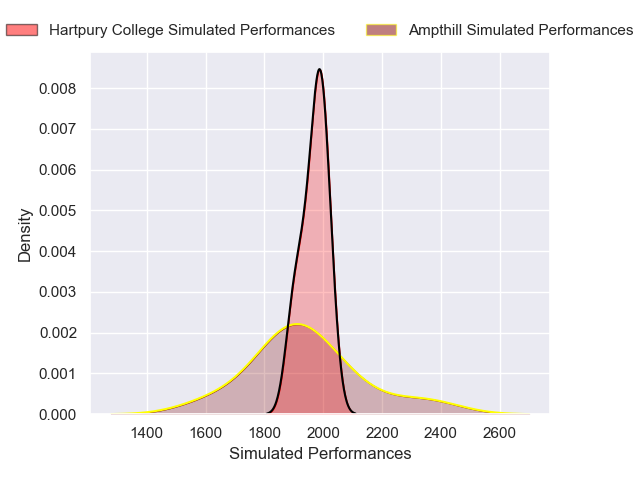 Hartpury College Simulated Performances
Ampthill Simulated Performances
0.008
0.007
0.006
0.005
0.004
0.003
0.002
0.001
0.000
Density
1400 1600 1800 2000 2200 2400 2600
Simulated Performances